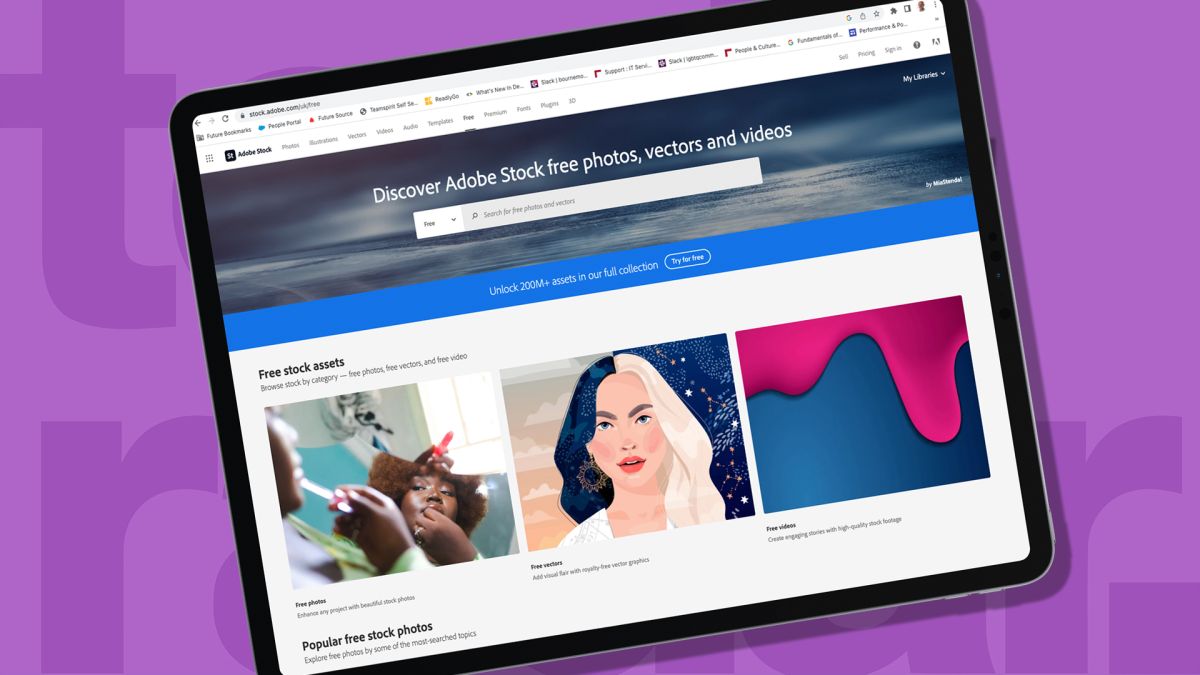 stock.adobe.com/uk/free
Future Bookmarks People Portal Future Source Teamspirit Self Se... ReadlyGo What's New In De... Slack | bournemo... Support : IT Servi... Slack | lgbtqcomm... People & Culture... Fundamentals of... Performance & Po...
St Adobe Stock Photos Illustrations Vectors Videos Audio Templates Free Premium Fonts Plugins 3D Sell Pricing Sign in
My Libraries
Discover Adobe Stock free photos, vectors and videos
Free Search for free photos and vectors
by MiaStendal
Unlock 200M+ assets in our full collection Try for free
Free stock assets
Browse stock by category — free photos, free vectors, and free video
Free photos
Enhance any project with beautiful stock photos
Free vectors
Add visual flair with royalty-free vector graphics
Free videos
Create engaging stories with high-quality stock footage
Popular free stock photos
Explore free photos by some of the most-searched topics